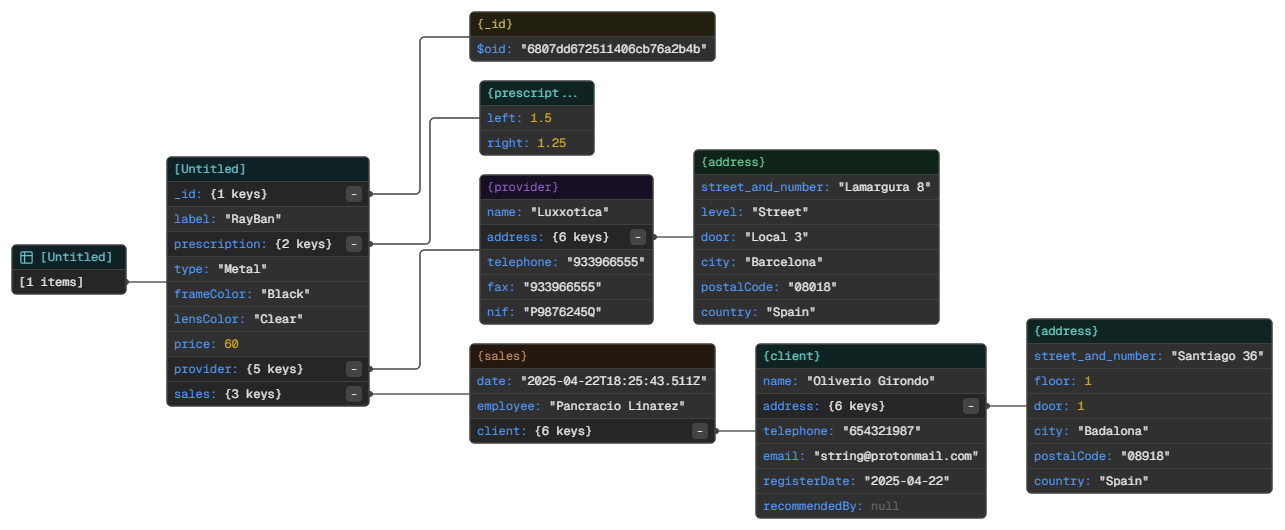 [Untitled]
[1 items]
[Untitled]
_id: {1 keys} -
label: "RayBan"
prescription: {2 keys} -
type: "Metal"
frameColor: "Black"
lensColor: "Clear"
price: 60
provider: {5 keys} -
sales: {3 keys} -
{_id}
$oid: "6807dd672511406cb76a2b4b"
{prescript...
left: 1.5
right: 1.25
{provider}
name: "Luxxotica"
address: {6 keys} -
telephone: "933966555"
fax: "933966555"
nif: "P9876245Q"
{address}
street_and_number: "Lamargura 8"
level: "Street"
door: "Local 3"
city: "Barcelona"
postalCode: "08018"
country: "Spain"
{sales}
date: "2025-04-22T18:25:43.511Z"
employee: "Pancracio Linarez"
client: {6 keys} -
{client}
name: "Oliverio Girondo"
address: {6 keys} -
telephone: "654321987"
email: "string@protonmail.com"
registerDate: "2025-04-22"
recommendedBy: null
{address}
street_and_number: "Santiago 36"
floor: 1
door: 1
city: "Badalona"
postalCode: "08918"
country: "Spain"